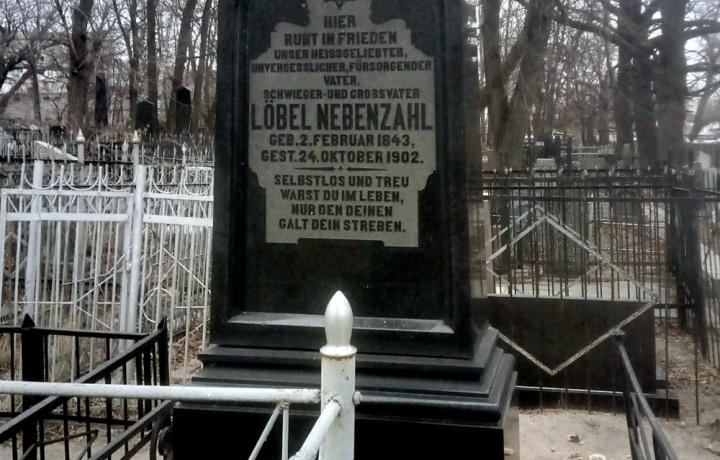 HIER
RUHT IM FRIEDEN
UNSER HEISSGELIEBTER,
UNVERGESSLICHER, FÜRSORGENDER
VATER,
SCHWIEGER-UND GROSSVATER
LÖBEL NEBENZAHL
GEB. 2. FEBRUAR 1843,
GEST. 24. OKTOBER 1902.
SELBSTLOS UND TREU
WARST DU IM LEBEN,
NUR DEN DEINEN
GALT DEIN STREBEN.